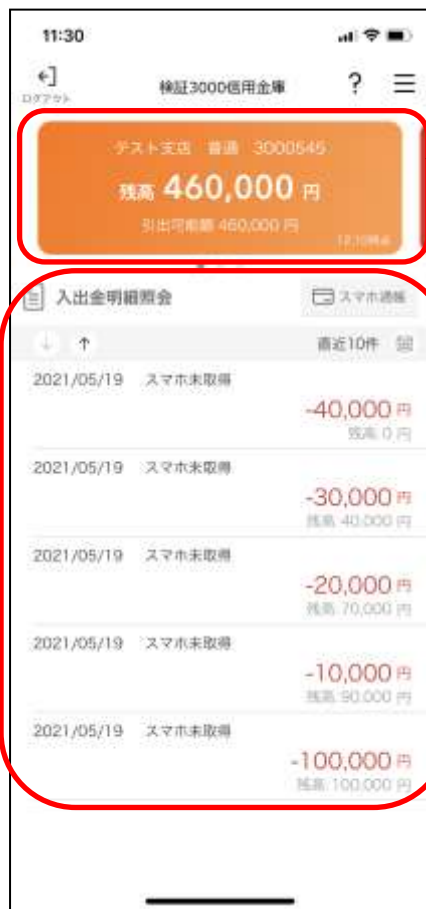 11:30
ログアウト 検証3000信用金庫 ?
テスト支店 普通 3000545
残高 460,000 円
引出可能額 460,000 円
入出金明細照会 スマホ通帳
↓ ↑ 直近10件
2021/05/19 スマホ未取得
-40,000 円
残高 0 円
2021/05/19 スマホ未取得
-30,000 円
残高 40,000 円
2021/05/19 スマホ未取得
-20,000 円
残高 70,000 円
2021/05/19 スマホ未取得
-10,000 円
残高 90,000 円
2021/05/19 スマホ未取得
-100,000 円
残高 100,000 円